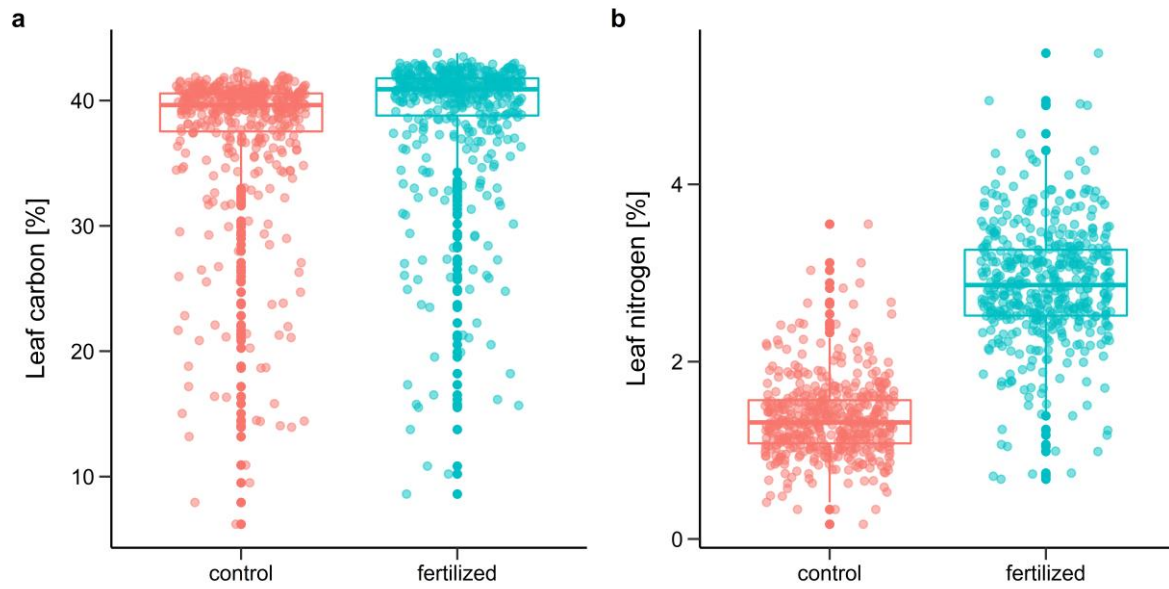 a
Leaf carbon [%]
40
30
20
10
control
fertilized
b
Leaf nitrogen [%]
4
2
0
control
fertilized